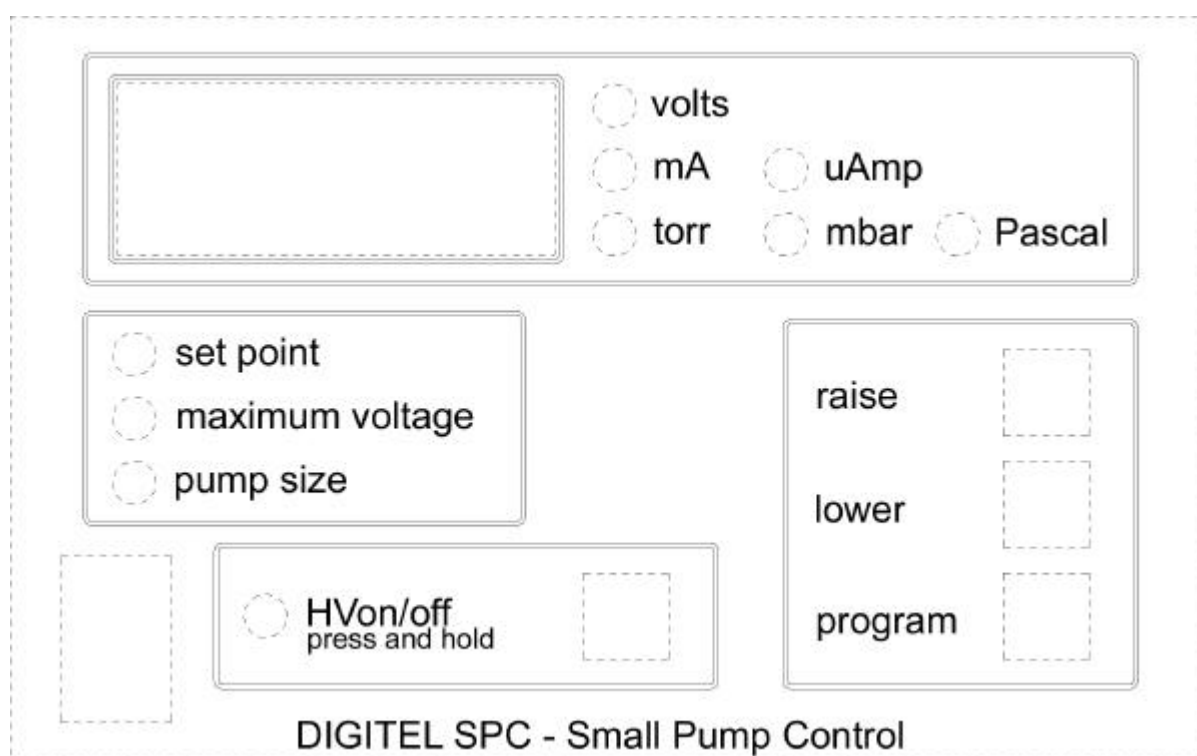 volts
mA uAmp
torr mbar Pascal
set point
maximum voltage
pump size
raise
lower
program
HVon/off
press and hold
DIGITEL SPC - Small Pump Control